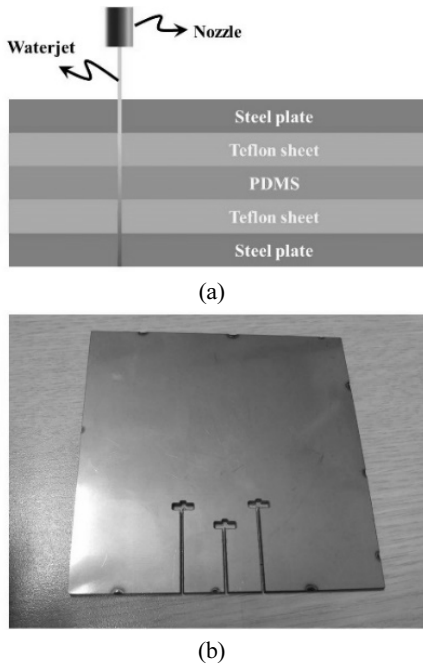 Nozzle
Waterjet
Steel plate
Teflon sheet
PDMS
Teflon sheet
Steel plate
(a)
(b)